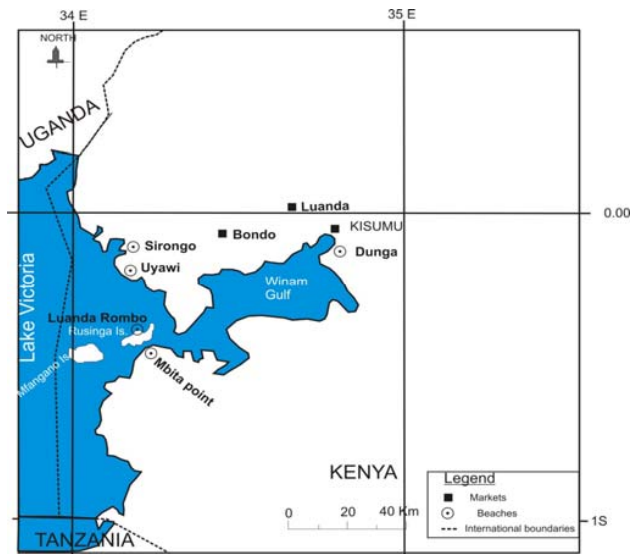 34 E
35 E
NORTH
UGANDA
Luanda
0.00
KISUMU
Bondo
Sirongo
Dunga
Uyawi
Winam
Gulf
Lake Victoria
Luanda Rombo
Rusinga Is.
Mfangano Is.
Mbita point
KENYA
Legend
Markets
Beaches
International boundaries
0 20 40 Km
1S
TANZANIA